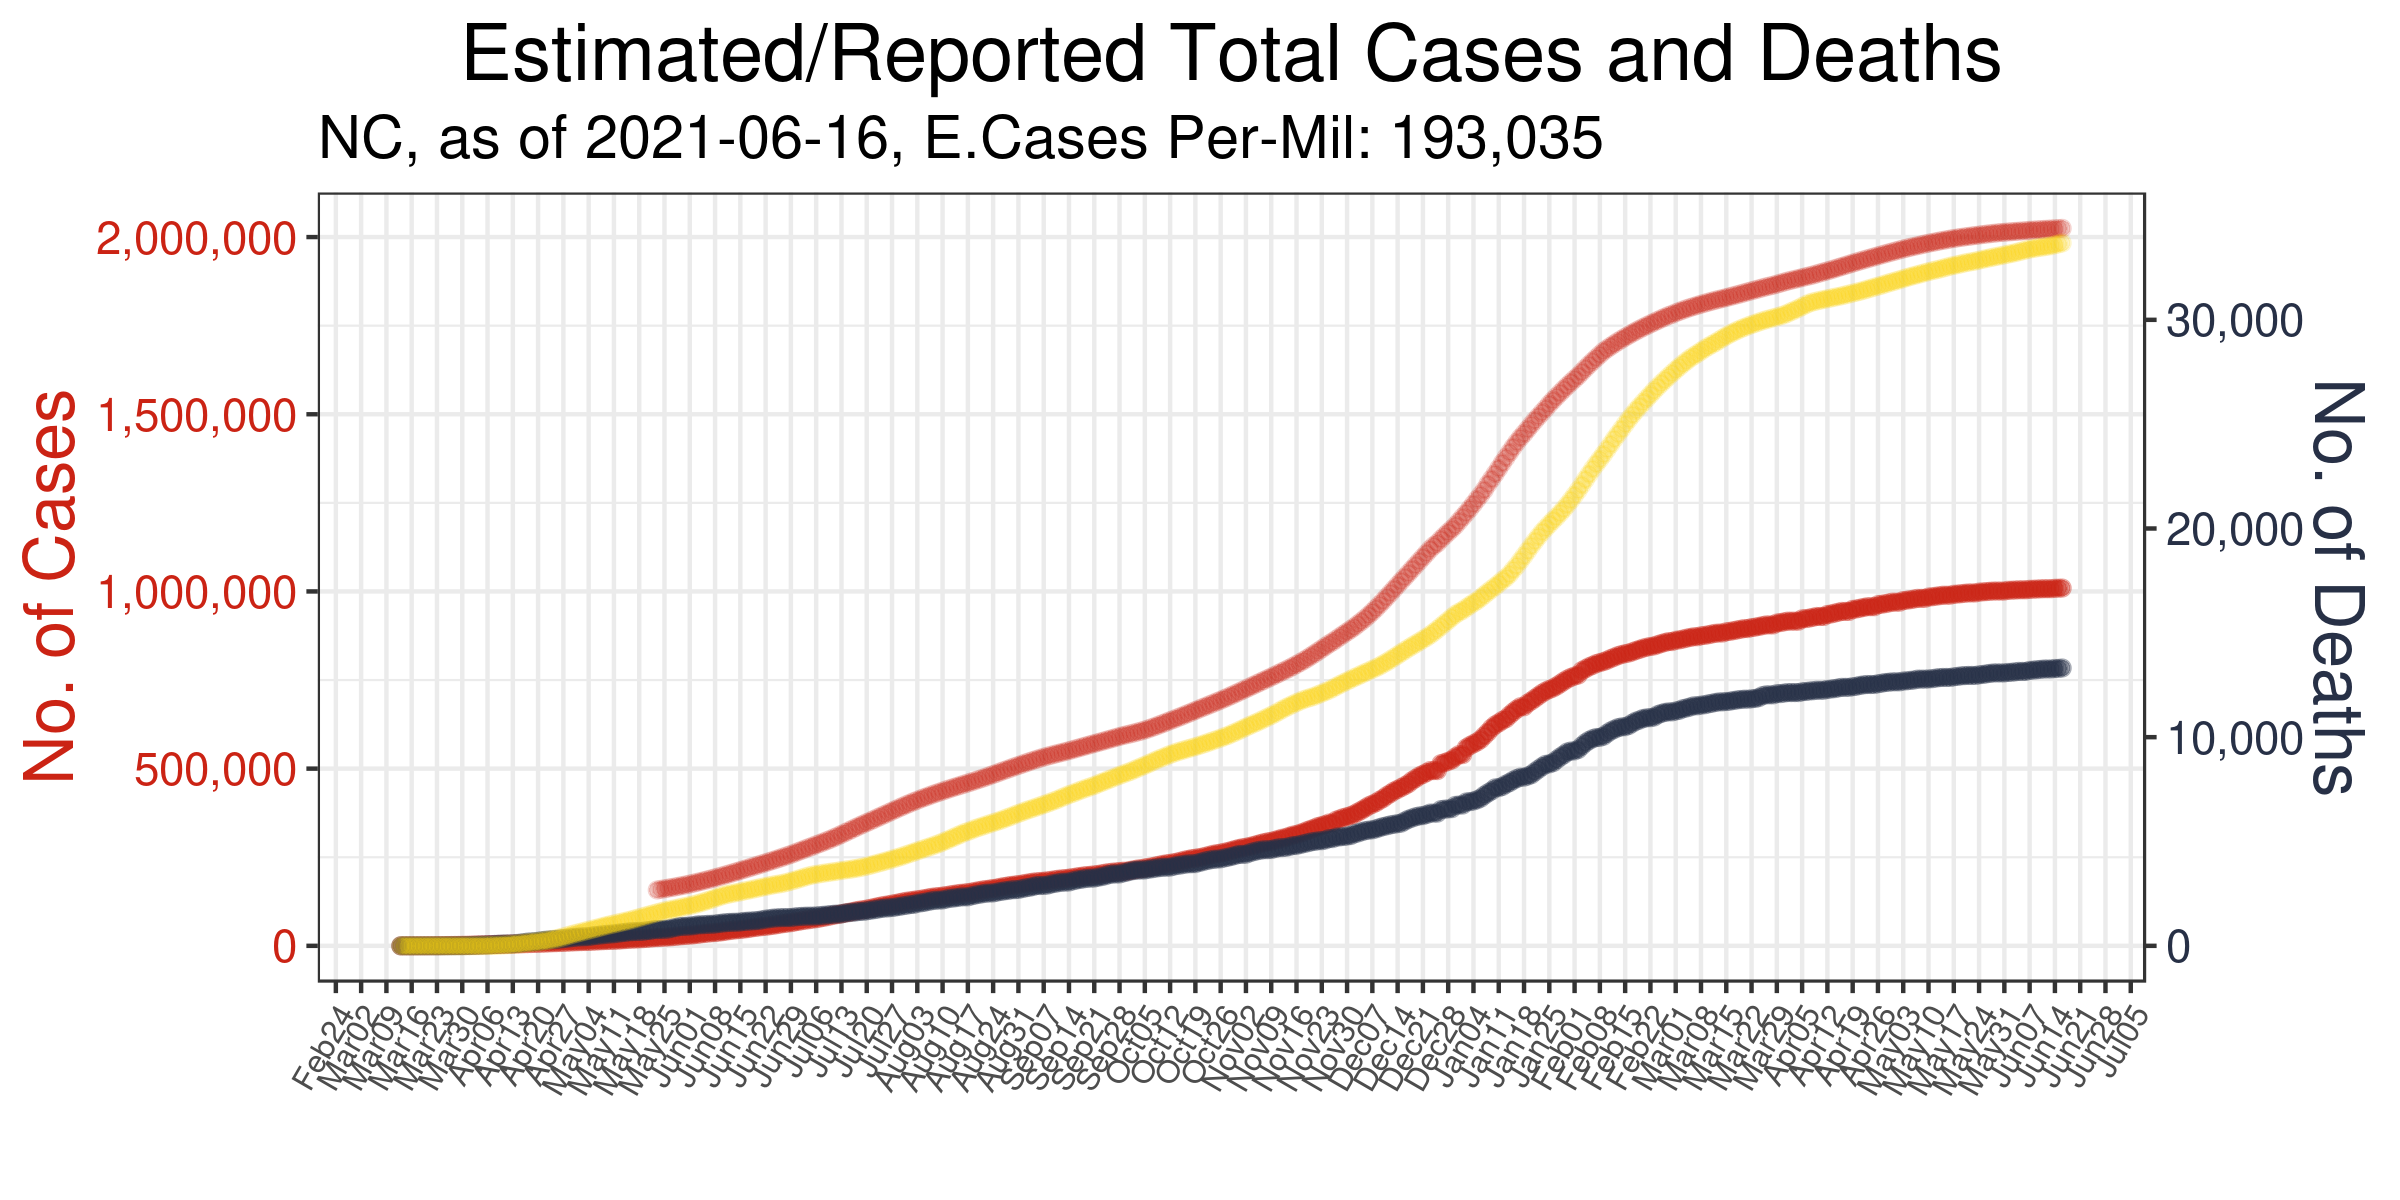 Estimated/Reported Total Cases and Deaths
NC, as of 2021-06-16, E.Cases Per-Mil: 193,035
No. of Cases
2,000,000
1,500,000
1,000,000
500,000
0
30,000
20,000
10,000
0
No. of Deaths
Feb24
Mar02
Mar09
Mar16
Mar23
Mar30
Apr06
Apr13
Apr20
Apr27
May04
May11
May18
May25
Jun01
Jun08
Jun15
Jun22
Jun29
Jul06
Jul13
Jul20
Jul27
Aug03
Aug10
Aug17
Aug24
Aug31
Sep07
Sep14
Sep21
Sep28
Oct05
Oct12
Oct19
Oct26
Nov02
Nov09
Nov16
Nov23
Nov30
Dec07
Dec14
Dec21
Dec28
Jan04
Jan11
Jan18
Jan25
Feb01
Feb08
Feb15
Feb22
Mar01
Mar08
Mar15
Mar22
Mar29
Apr05
Apr12
Apr19
Apr26
May03
May10
May17
May24
May31
Jun07
Jun14
Jun21
Jun28
Jul05